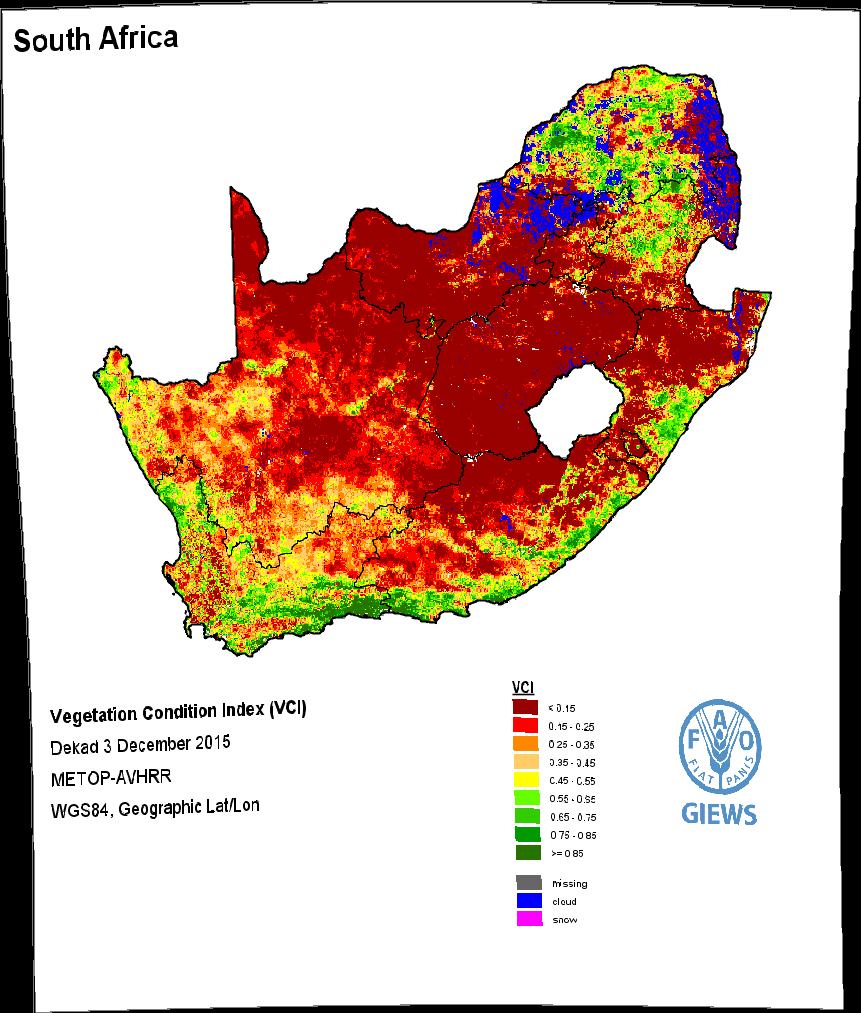 South Africa
Vegetation Condition Index (VCI)
Dekad 3 December 2015
METOP-AVHRR
WGS84, Geographic Lat/Lon
VCI
< 0.15
0.15 - 0.25
0.25 - 0.35
0.35 - 0.45
0.45 - 0.55
0.55 - 0.65
0.65 - 0.75
0.75 - 0.85
>= 0.85
missing
cloud
snow
F A O
FIAT PANIS
GIEWS